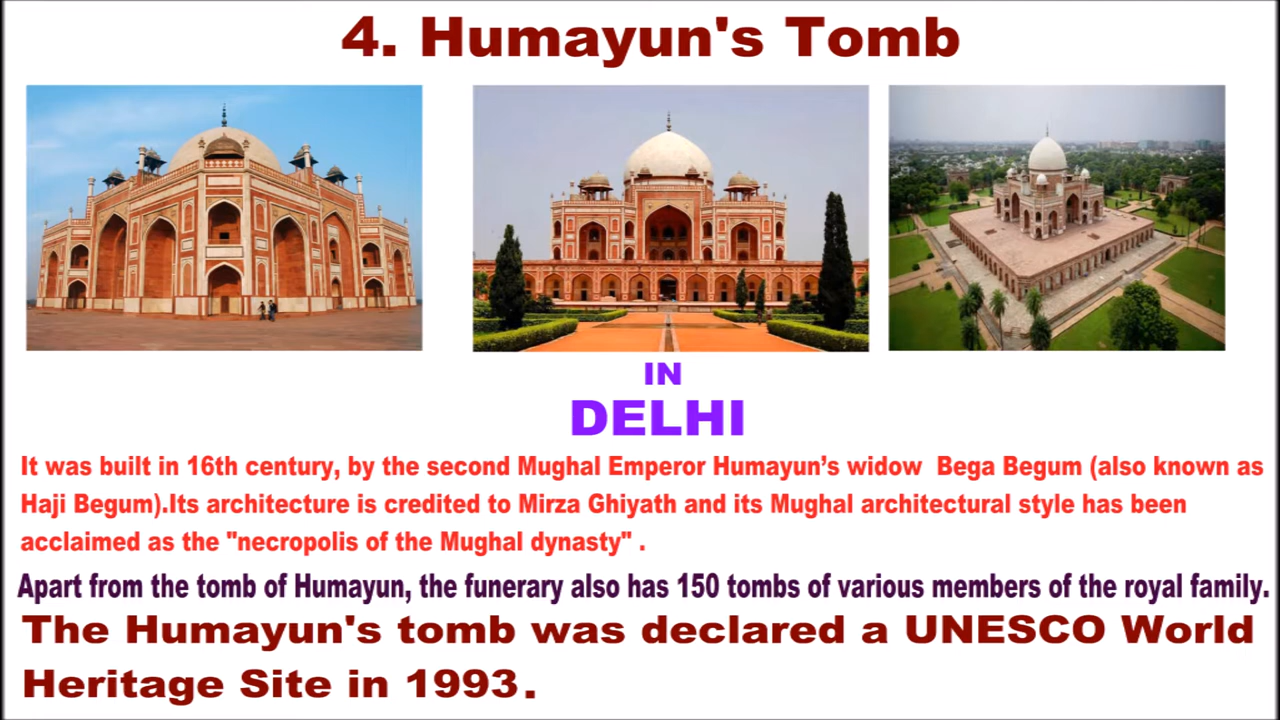 4. Humayun's Tomb
IN
DELHI
It was built in 16th century, by the second Mughal Emperor Humayun’s widow  Bega Begum (also known as
Haji Begum).Its architecture is credited to Mirza Ghiyath and its Mughal architectural style has been
acclaimed as the "necropolis of the Mughal dynasty" .
Apart from the tomb of Humayun, the funerary also has 150 tombs of various members of the royal family.
The Humayun's tomb was declared a UNESCO World
Heritage Site in 1993.